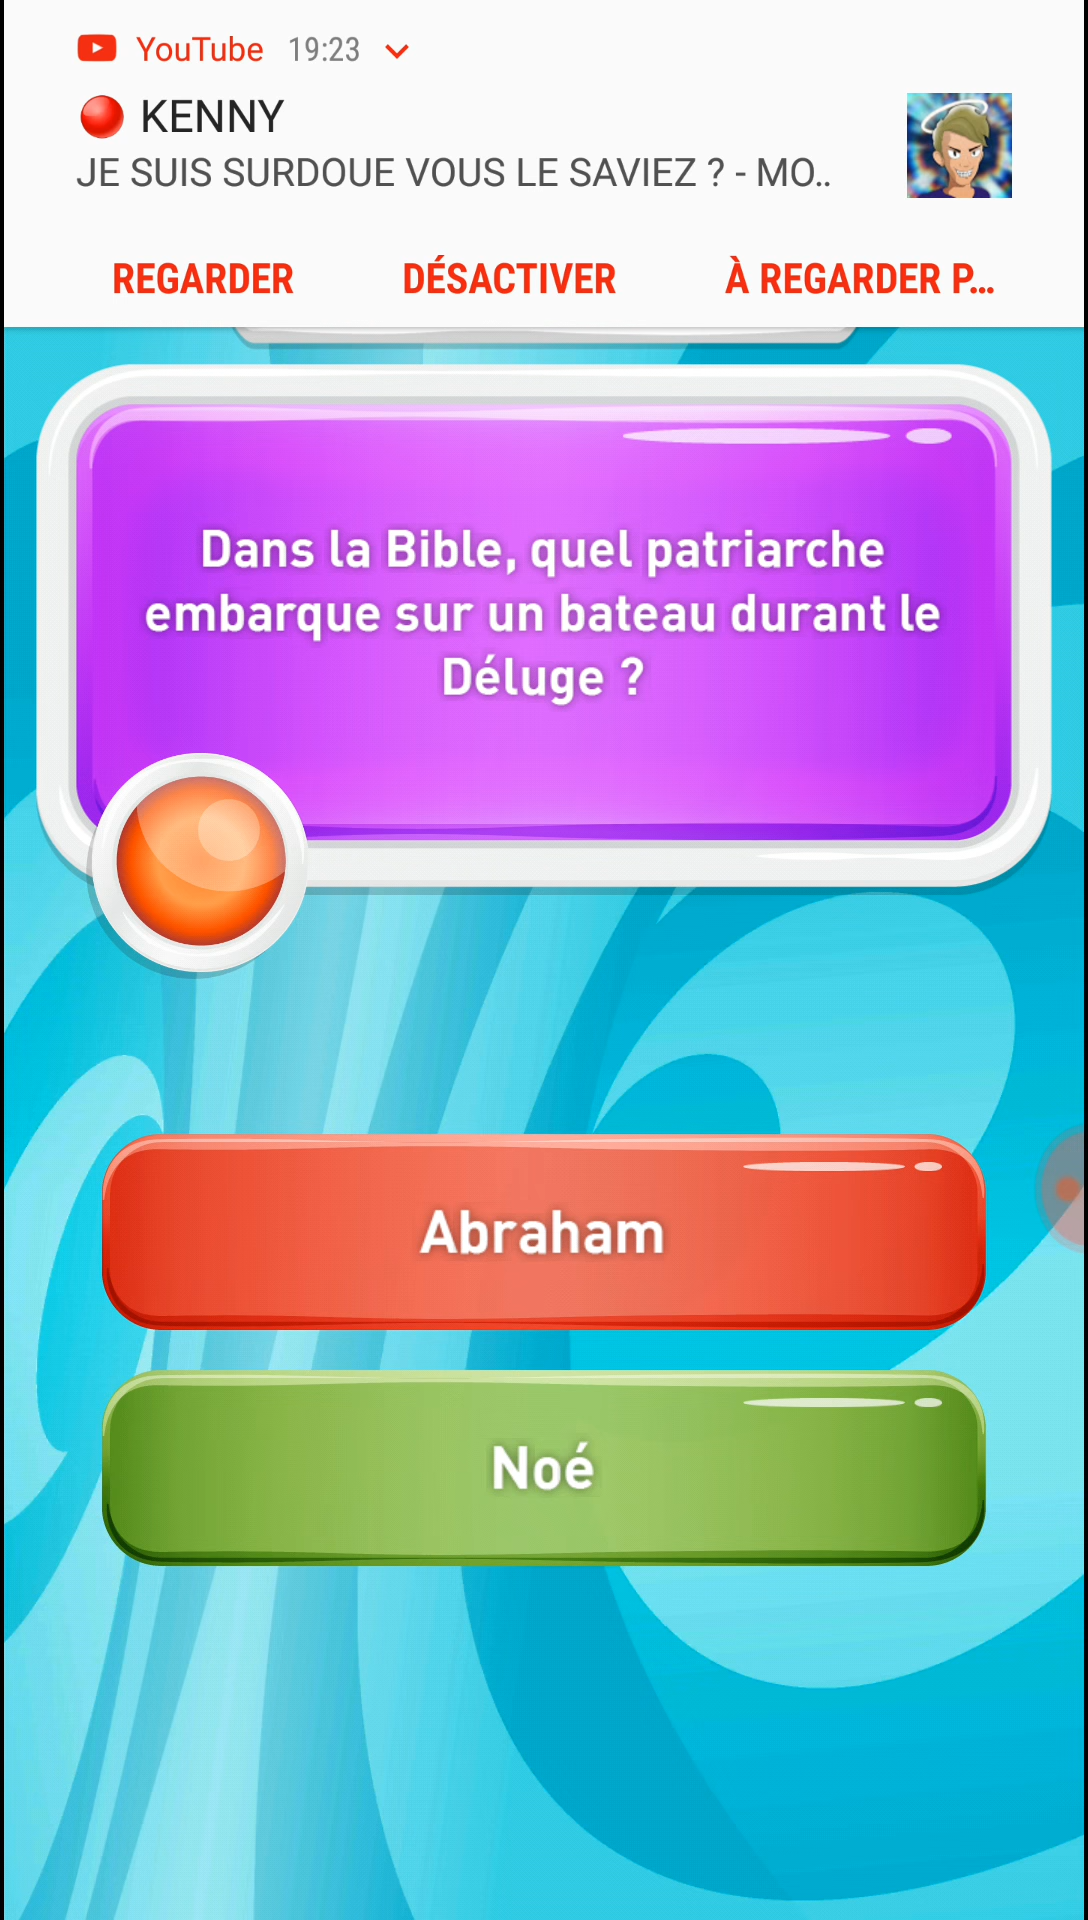 YouTube 19:23
KENNY
JE SUIS SURDOUE VOUS LE SAVIEZ ? - MO..
REGARDER DÉSACTIVER À REGARDER P...
Dans la Bible, quel patriarche
embarque sur un bateau durant le
Déluge ?
Abraham
Noé